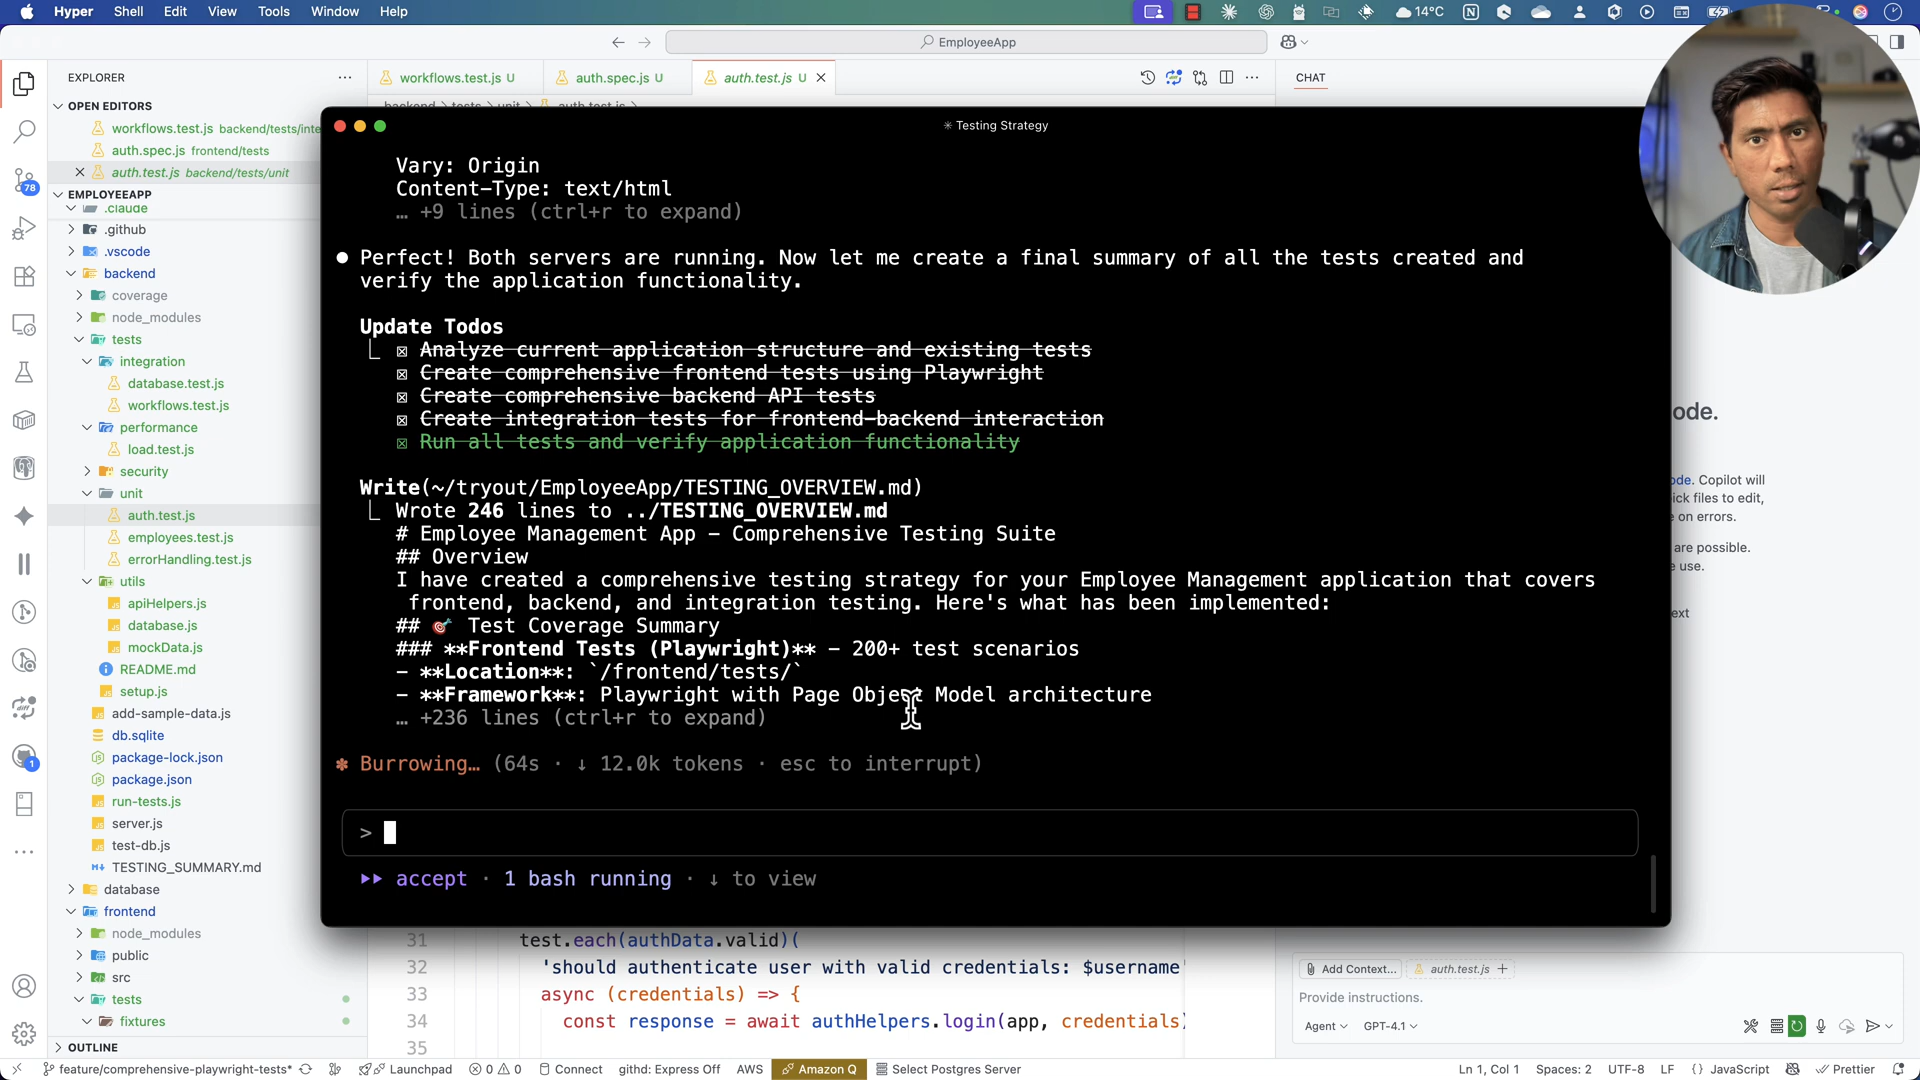 Hyper Shell Edit View Tools Window Help
14°C
EmployeeApp
EXPLORER
workflows.test.js U
auth.spec.js U
auth.test.js U
CHAT
OPEN EDITORS
workflows.test.js backend/tests/inte
auth.spec.js frontend/tests
auth.test.js backend/tests/unit
EMPLOYEEAPP
.claude
.github
.vscode
backend
coverage
node_modules
tests
integration
database.test.js
workflows.test.js
performance
load.test.js
security
unit
auth.test.js
employees.test.js
errorHandling.test.js
utils
apiHelpers.js
database.js
mockData.js
README.md
setup.js
add-sample-data.js
db.sqlite
package-lock.json
package.json
run-tests.js
server.js
test-db.js
TESTING_SUMMARY.md
database
frontend
node_modules
public
src
tests
fixtures
OUTLINE
78
1
✳ Testing Strategy
Vary: Origin
Content-Type: text/html
… +9 lines (ctrl+r to expand)
● Perfect! Both servers are running. Now let me create a final summary of all the tests created and
verify the application functionality.
Update Todos
☒ Analyze current application structure and existing tests
☒ Create comprehensive frontend tests using Playwright
☒ Create comprehensive backend API tests
☒ Create integration tests for frontend-backend interaction
☒ Run all tests and verify application functionality
Write(~/tryout/EmployeeApp/TESTING_OVERVIEW.md)
Wrote 246 lines to ../TESTING_OVERVIEW.md
# Employee Management App – Comprehensive Testing Suite
## Overview
I have created a comprehensive testing strategy for your Employee Management application that covers
frontend, backend, and integration testing. Here's what has been implemented:
## 🎯 Test Coverage Summary
### **Frontend Tests (Playwright)** – 200+ test scenarios
– **Location**: `/frontend/tests/`
– **Framework**: Playwright with Page Object Model architecture
… +236 lines (ctrl+r to expand)
✽ Burrowing… (64s · ↓ 12.0k tokens · esc to interrupt)
>
▸▸ accept · 1 bash running · ↓ to view
31 test.each(authData.valid)(
32 'should authenticate user with valid credentials: $username'
33 async (credentials) => {
34 const response = await authHelpers.login(app, credentials)
35
ode.
ode. Copilot will
ick files to edit,
e on errors.
are possible.
e use.
ext
Add Context... auth.test.js +
Provide instructions.
Agent GPT-4.1
feature/comprehensive-playwright-tests* Launchpad 0 0 Connect githd: Express Off AWS Amazon Q Select Postgres Server Ln 1, Col 1 Spaces: 2 UTF-8 LF {} JavaScript Prettier